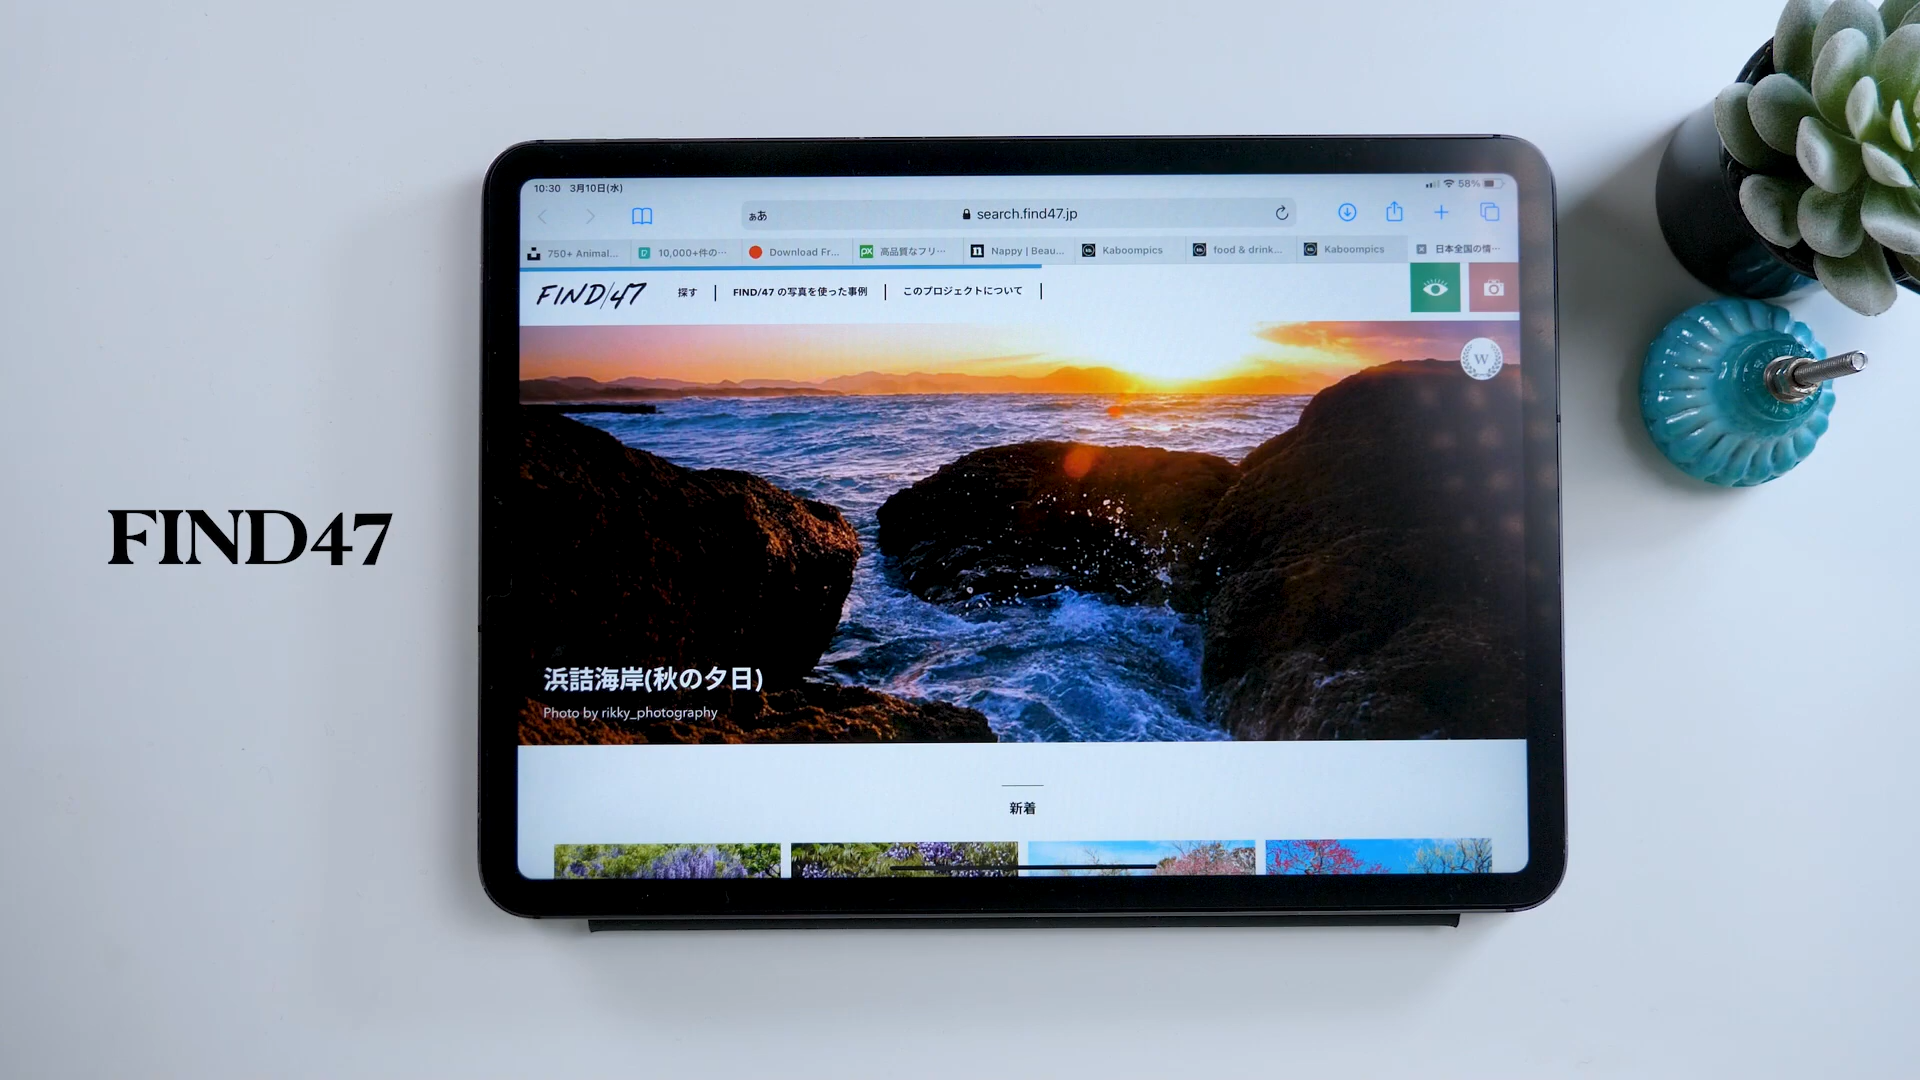 10:30 3月10日(水)
58%
ぁあ
search.find47.jp
750+ Animal...
10,000+件の…
Download Fr...
高品質なフリ…
Nappy | Beau...
Kaboompics
food & drink...
Kaboompics
日本全国の情…
FIND/47
探す
FIND/47 の写真を使った事例
このプロジェクトについて
W
FIND47
浜詰海岸(秋の夕日)
Photo by rikky_photography
新着